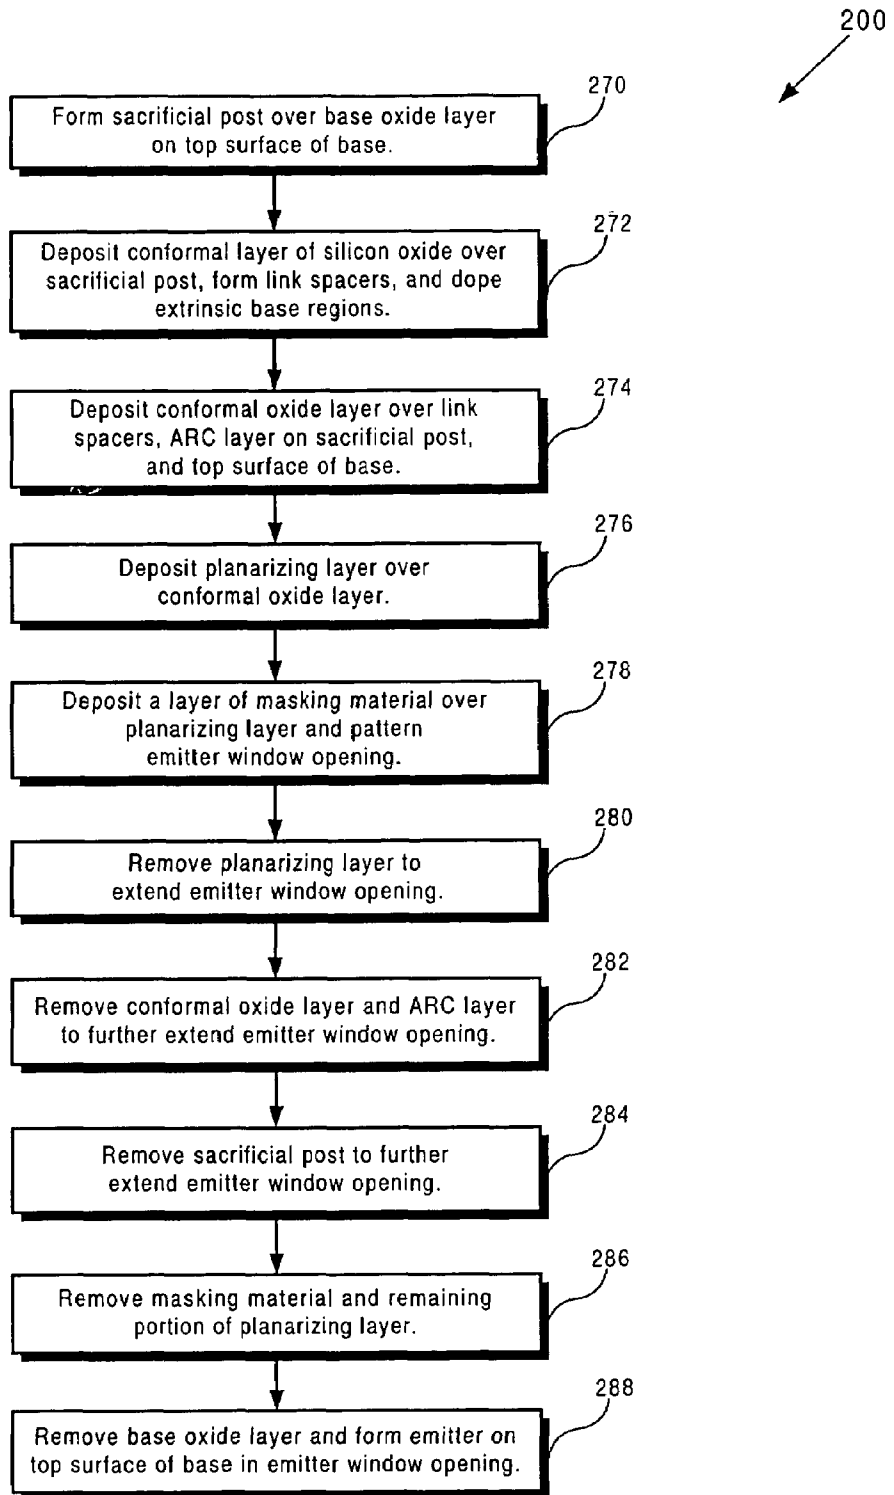 200
270
Form sacrificial post over base oxide layer
on top surface of base.
272
Deposit conformal layer of silicon oxide over
sacrificial post, form link spacers, and dope
extrinsic base regions.
274
Deposit conformal oxide layer over link
spacers, ARC layer on sacrificial post,
and top surface of base.
276
Deposit planarizing layer over
conformal oxide layer.
278
Deposit a layer of masking material over
planarizing layer and pattern
emitter window opening.
280
Remove planarizing layer to
extend emitter window opening.
282
Remove conformal oxide layer and ARC layer
to further extend emitter window opening.
284
Remove sacrificial post to further
extend emitter window opening.
286
Remove masking material and remaining
portion of planarizing layer.
288
Remove base oxide layer and form emitter on
top surface of base in emitter window opening.